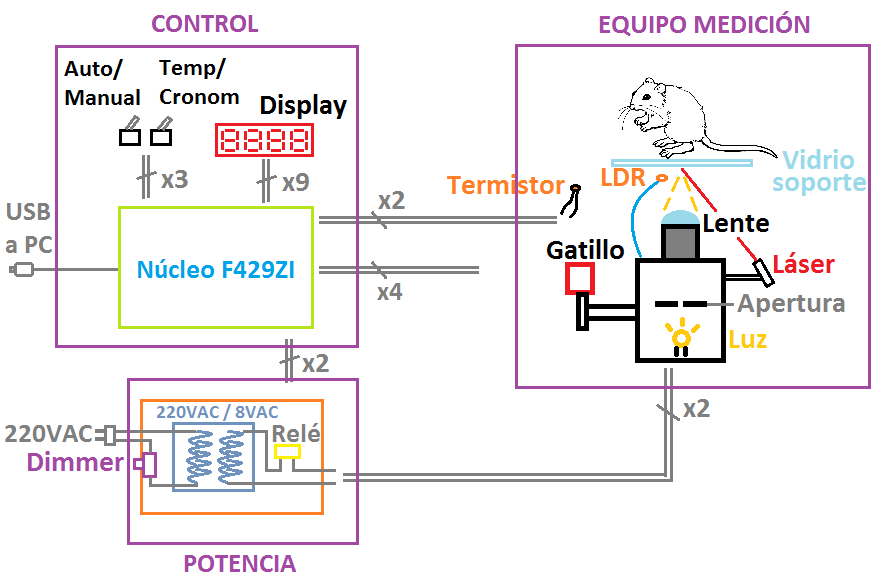 CONTROL
EQUIPO MEDICIÓN
Auto/
Manual
Temp/
Cronom
Display
8888
x3
x9
USB
a PC
Núcleo F429ZI
x2
x4
x2
Termistor
LDR
Vidrio
soporte
Lente
Gatillo
Láser
Apertura
Luz
x2
220VAC
Dimmer
220VAC / 8VAC
Relé
POTENCIA